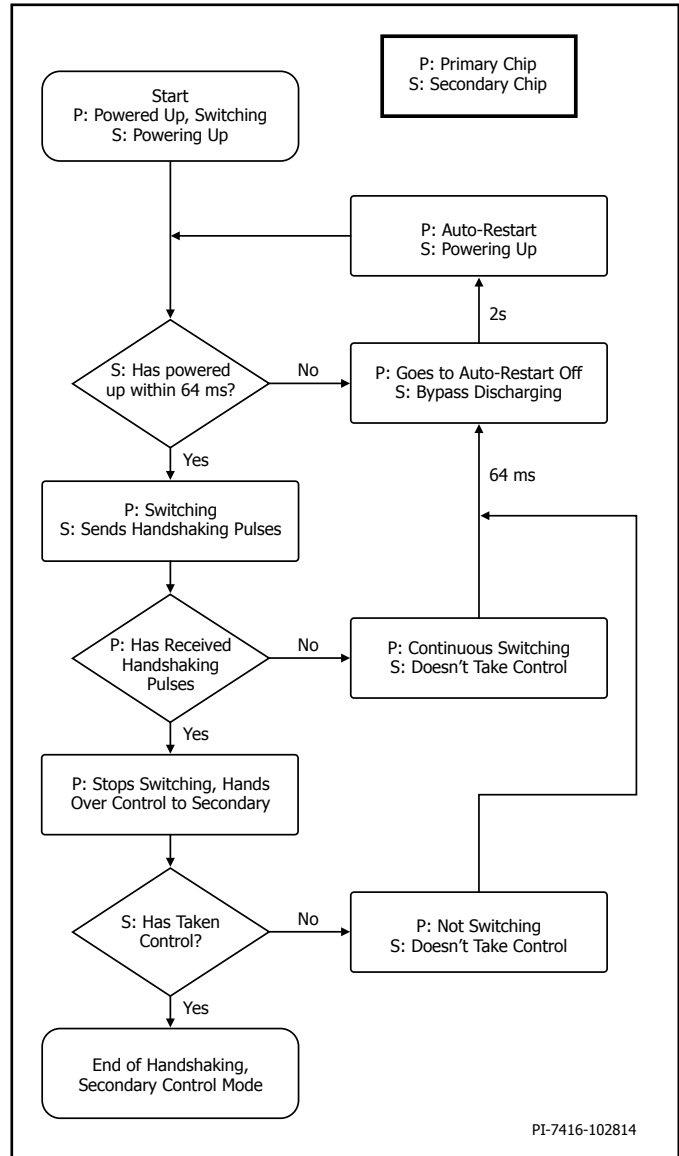 P: Primary Chip
S: Secondary Chip
Start
P: Powered Up, Switching
S: Powering Up
P: Auto-Restart
S: Powering Up
2s
S: Has powered
up within 64 ms?
No
P: Goes to Auto-Restart Off
S: Bypass Discharging
Yes
64 ms
P: Switching
S: Sends Handshaking Pulses
P: Has Received
Handshaking
Pulses
No
P: Continuous Switching
S: Doesn't Take Control
Yes
P: Stops Switching, Hands
Over Control to Secondary
S: Has Taken
Control?
No
P: Not Switching
S: Doesn't Take Control
Yes
End of Handshaking,
Secondary Control Mode
PI-7416-102814